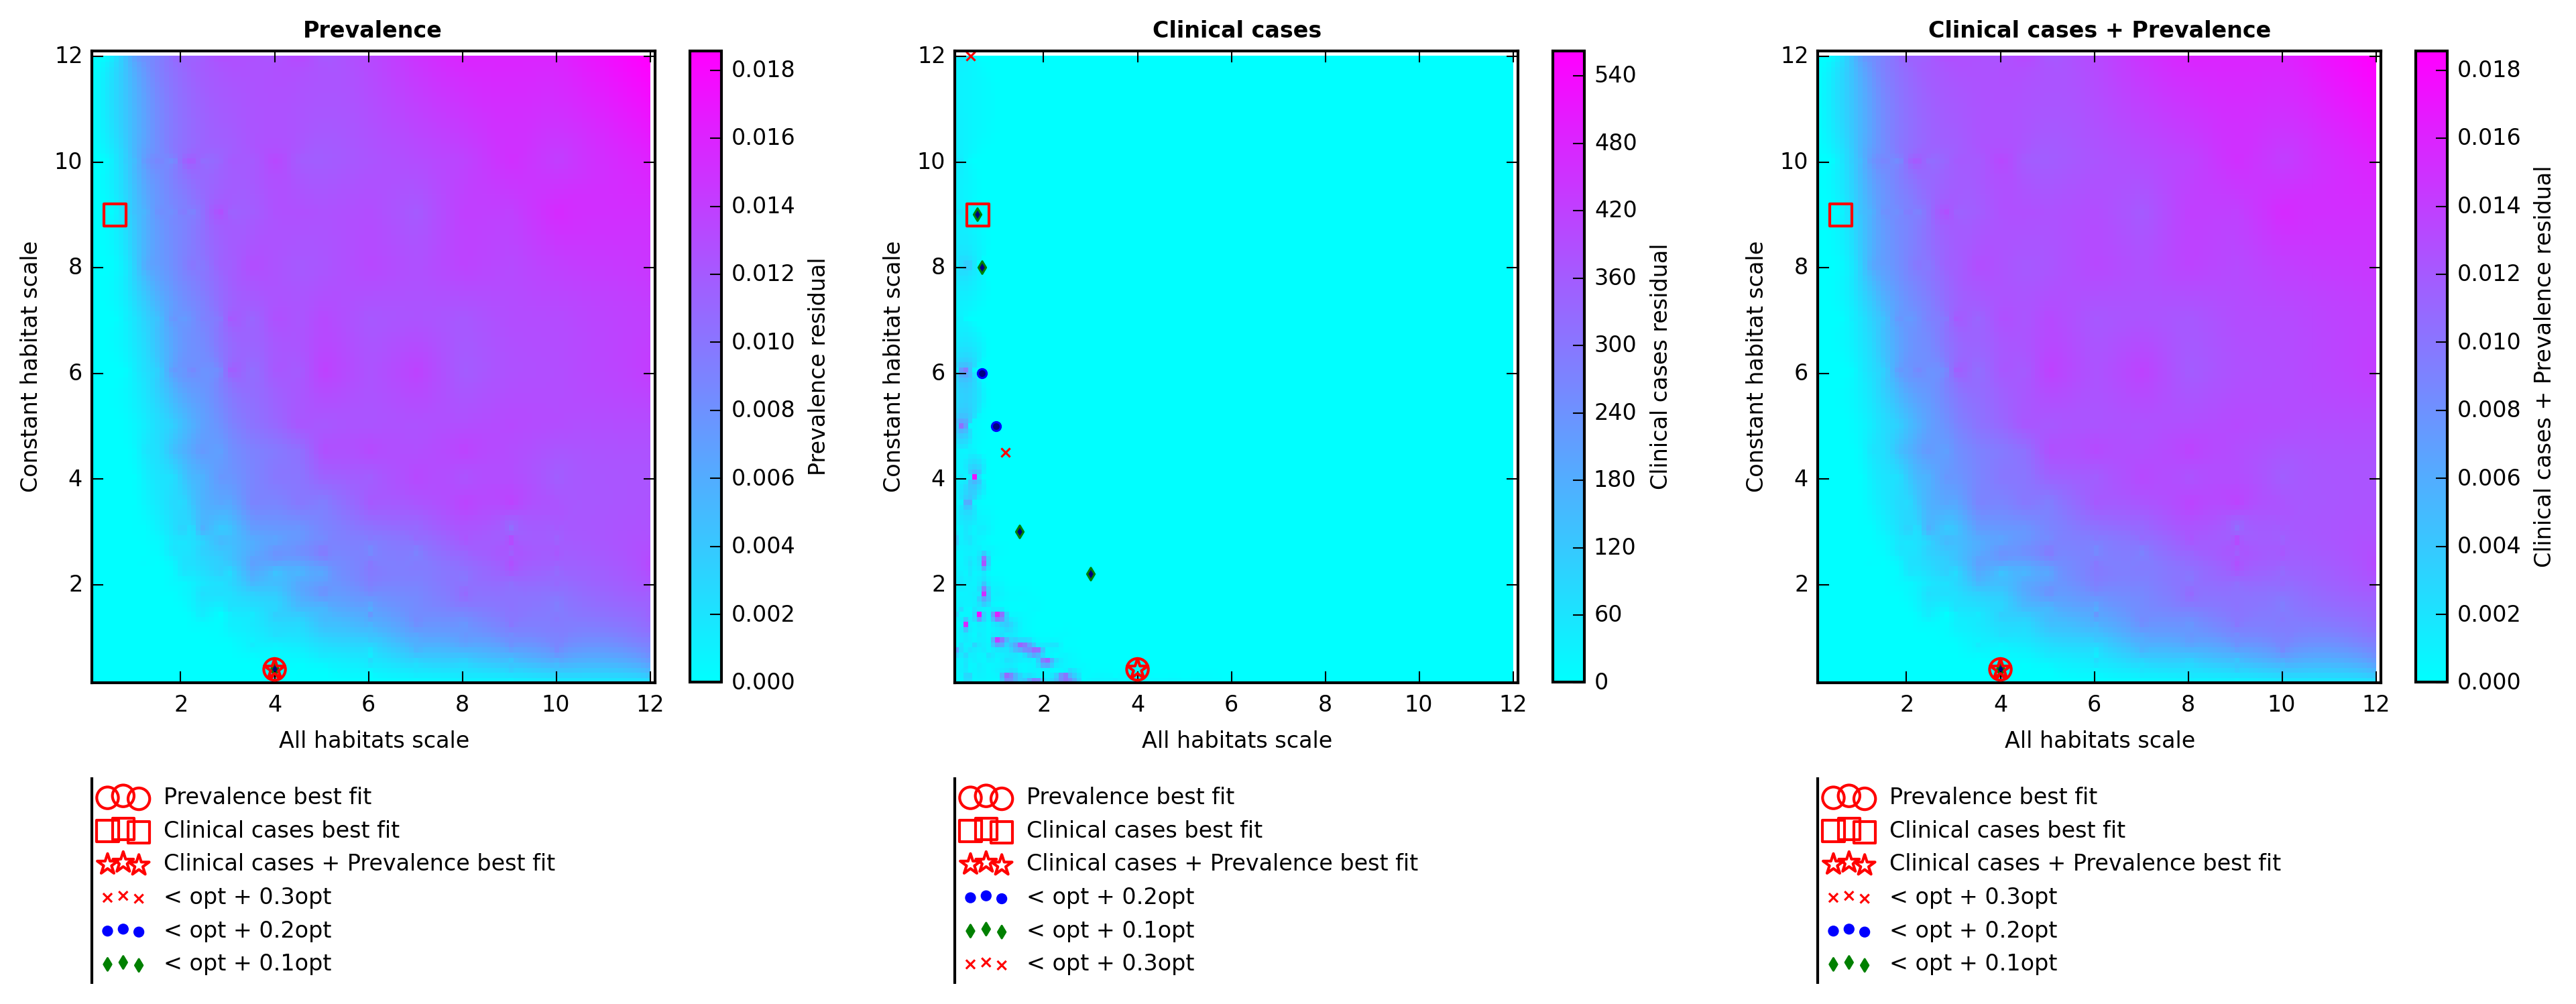 Prevalence
12
10
8
6
4
2
Constant habitat scale
2 4 6 8 10 12
All habitats scale
0.018
0.016
0.014
0.012
0.010
0.008
0.006
0.004
0.002
0.000
Prevalence residual
Prevalence best fit
Clinical cases best fit
Clinical cases + Prevalence best fit
< opt + 0.3opt
< opt + 0.2opt
< opt + 0.1opt
Clinical cases
12
10
8
6
4
2
Constant habitat scale
2 4 6 8 10 12
All habitats scale
540
480
420
360
300
240
180
120
60
0
Clinical cases residual
Prevalence best fit
Clinical cases best fit
Clinical cases + Prevalence best fit
< opt + 0.2opt
< opt + 0.1opt
< opt + 0.3opt
Clinical cases + Prevalence
12
10
8
6
4
2
Constant habitat scale
2 4 6 8 10 12
All habitats scale
0.018
0.016
0.014
0.012
0.010
0.008
0.006
0.004
0.002
0.000
Clinical cases + Prevalence residual
Prevalence best fit
Clinical cases best fit
Clinical cases + Prevalence best fit
< opt + 0.3opt
< opt + 0.2opt
< opt + 0.1opt